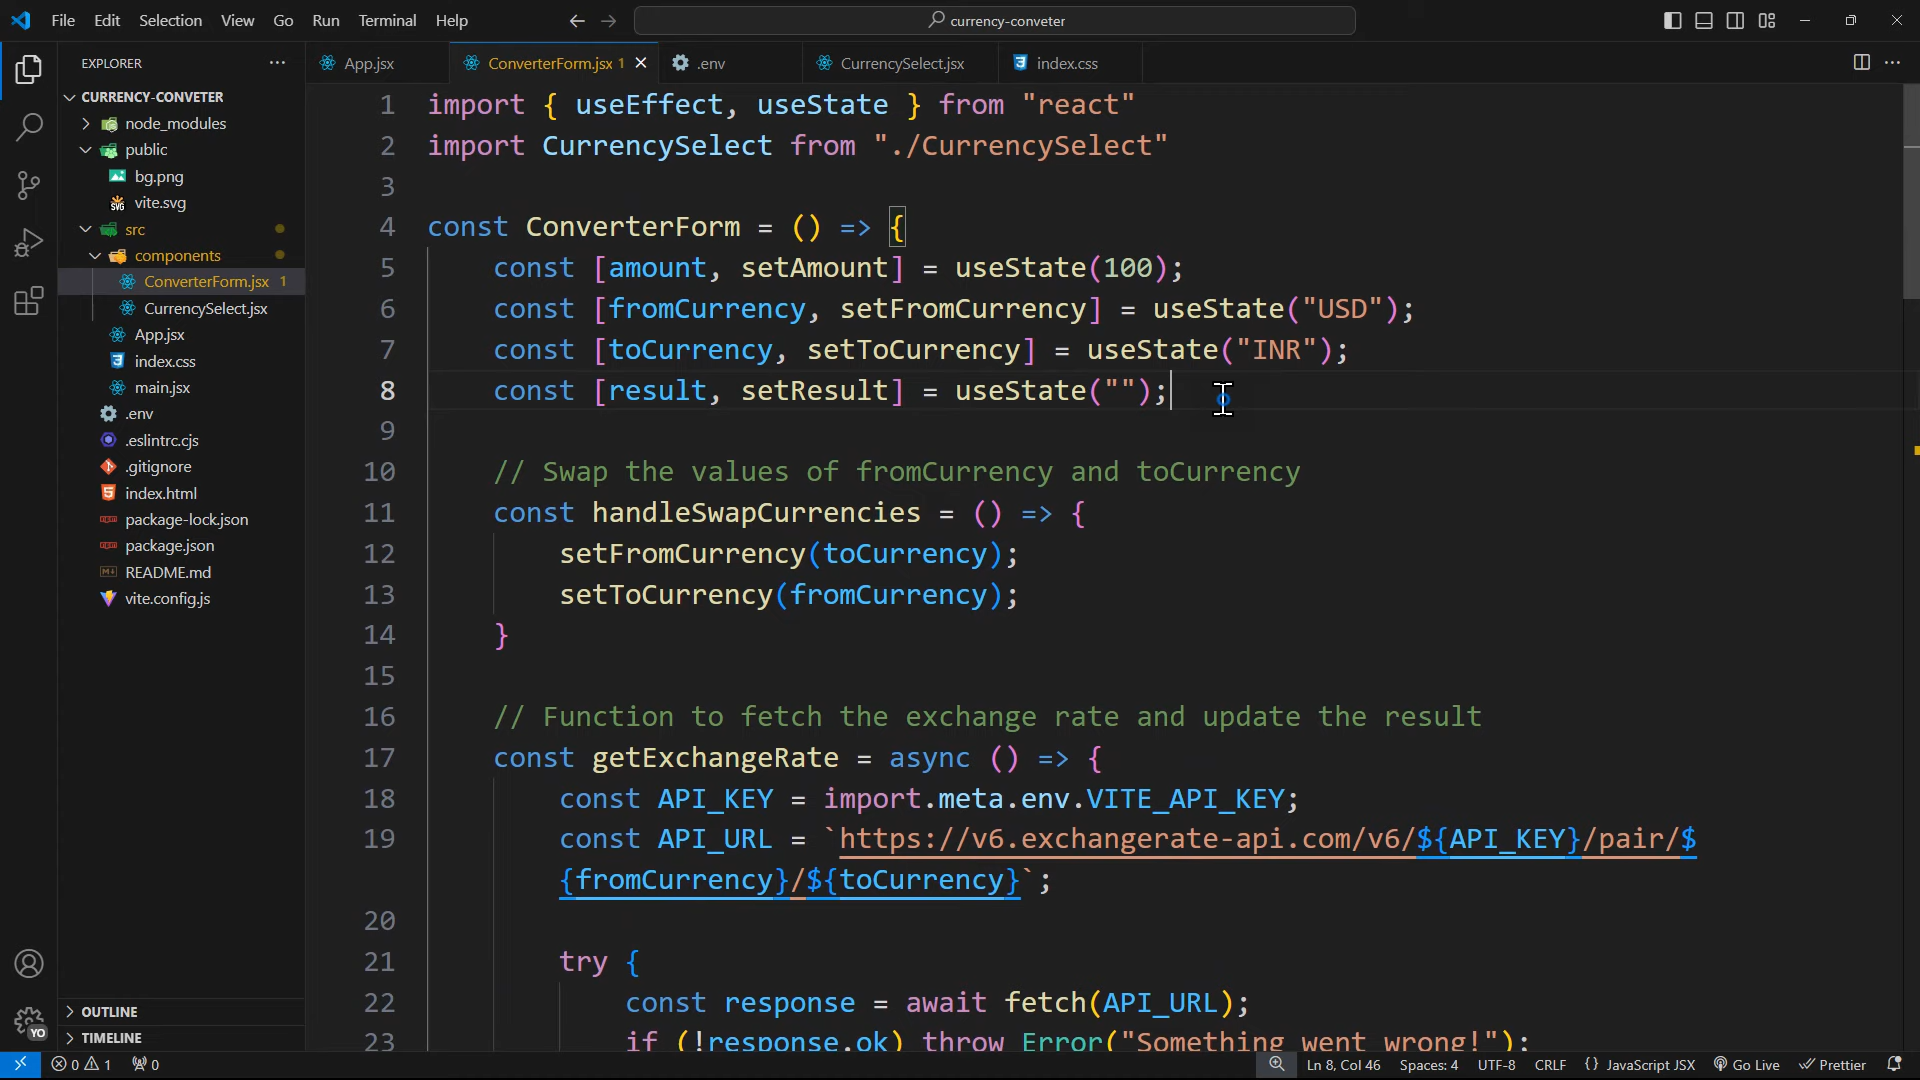 File Edit Selection View Go Run Terminal Help
currency-conveter
EXPLORER
App.jsx
ConverterForm.jsx 1
.env
CurrencySelect.jsx
index.css
CURRENCY-CONVETER
node_modules
public
bg.png
vite.svg
src
components
ConverterForm.jsx 1
CurrencySelect.jsx
App.jsx
index.css
main.jsx
.env
.eslintrc.cjs
.gitignore
index.html
package-lock.json
package.json
README.md
vite.config.js
OUTLINE
TIMELINE
YO
1 import { useEffect, useState } from "react"
2 import CurrencySelect from "./CurrencySelect"
3
4 const ConverterForm = () => {
5 const [amount, setAmount] = useState(100);
6 const [fromCurrency, setFromCurrency] = useState("USD");
7 const [toCurrency, setToCurrency] = useState("INR");
8 const [result, setResult] = useState("");
9
10 // Swap the values of fromCurrency and toCurrency
11 const handleSwapCurrencies = () => {
12 setFromCurrency(toCurrency);
13 setToCurrency(fromCurrency);
14 }
15
16 // Function to fetch the exchange rate and update the result
17 const getExchangeRate = async () => {
18 const API_KEY = import.meta.env.VITE_API_KEY;
19 const API_URL = `https://v6.exchangerate-api.com/v6/${API_KEY}/pair/$
{fromCurrency}/${toCurrency}`;
20
21 try {
22 const response = await fetch(API_URL);
23 if (!response.ok) throw Error("Something went wrong!");
0 1 0
Ln 8, Col 46 Spaces: 4 UTF-8 CRLF {} JavaScript JSX Go Live Prettier